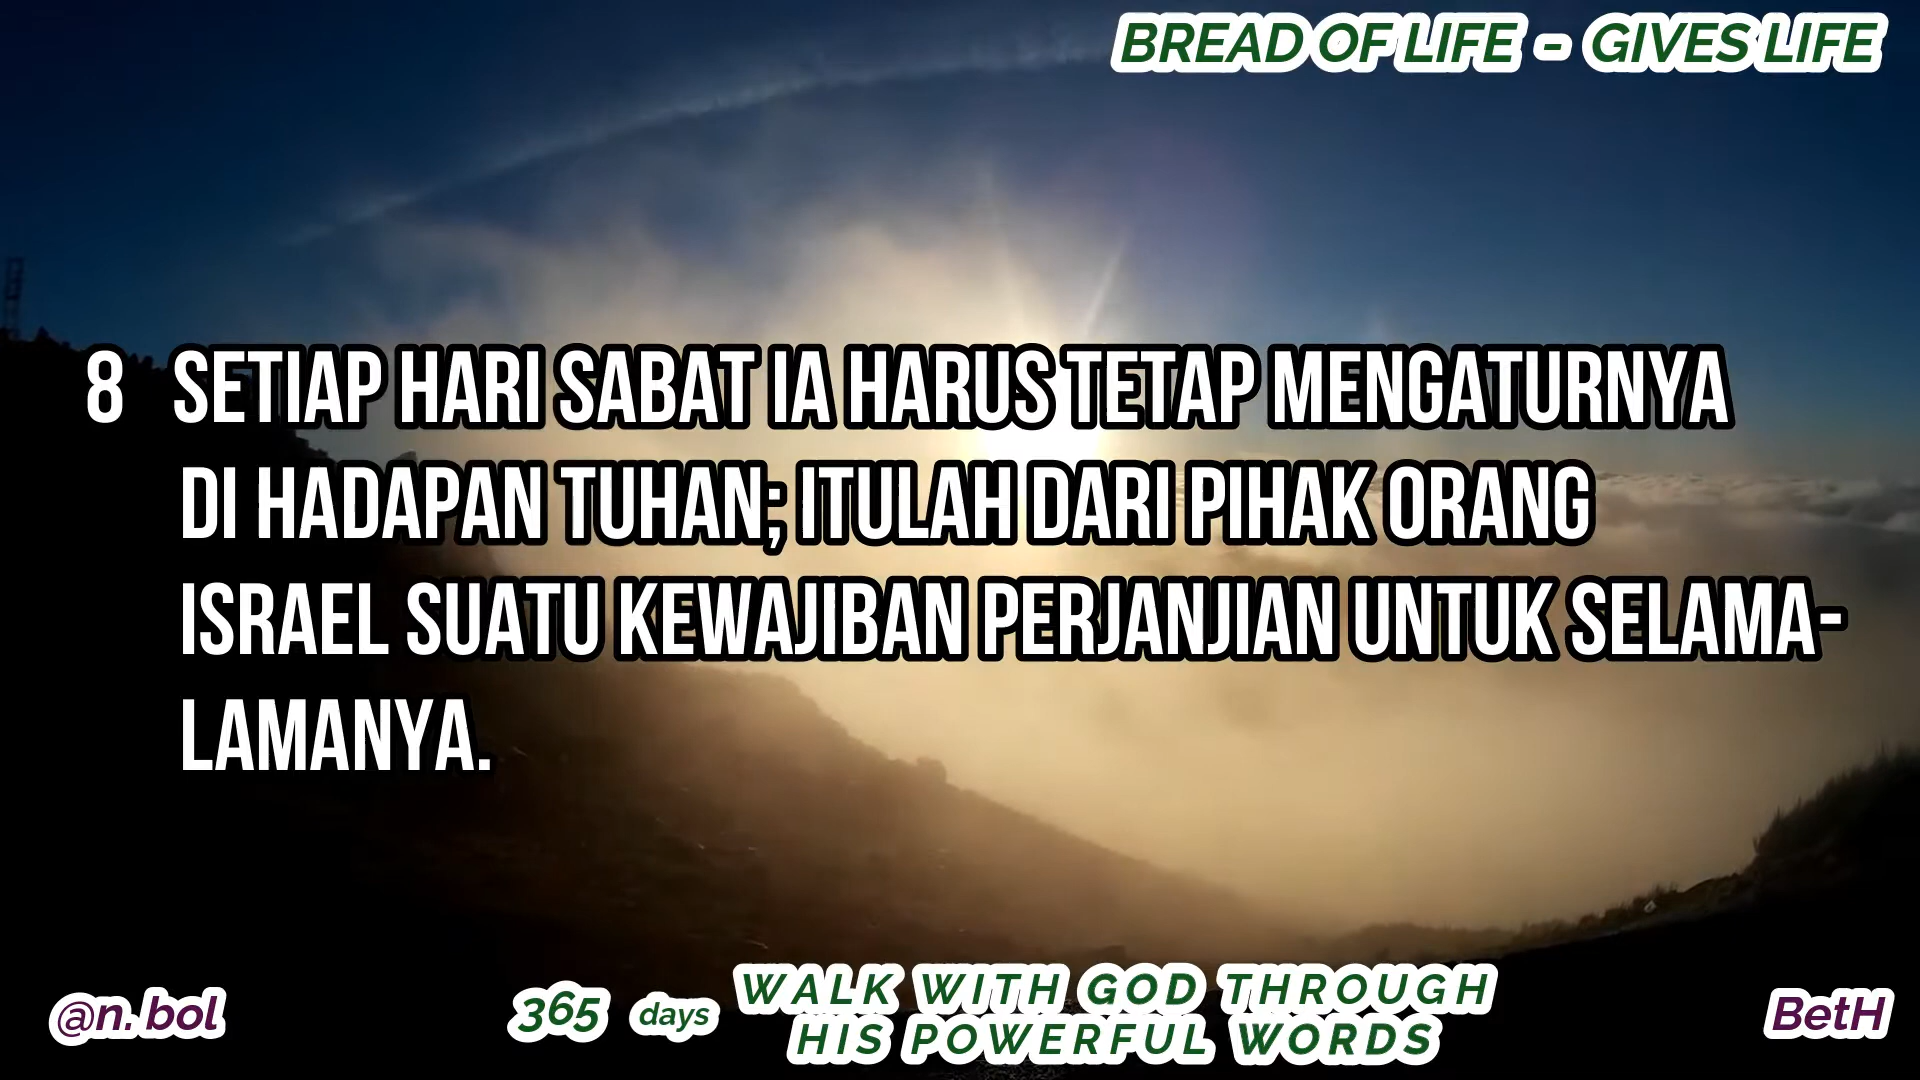 BREAD OF LIFE - GIVES LIFE
8 SETIAP HARI SABAT IA HARUS TETAP MENGATURNYA
DI HADAPAN TUHAN; ITULAH DARI PIHAK ORANG
ISRAEL SUATU KEWAJIBAN PERJANJIAN UNTUK SELAMA-
LAMANYA.
@n.bol
365 days
WALK WITH GOD THROUGH
HIS POWERFUL WORDS
BetH